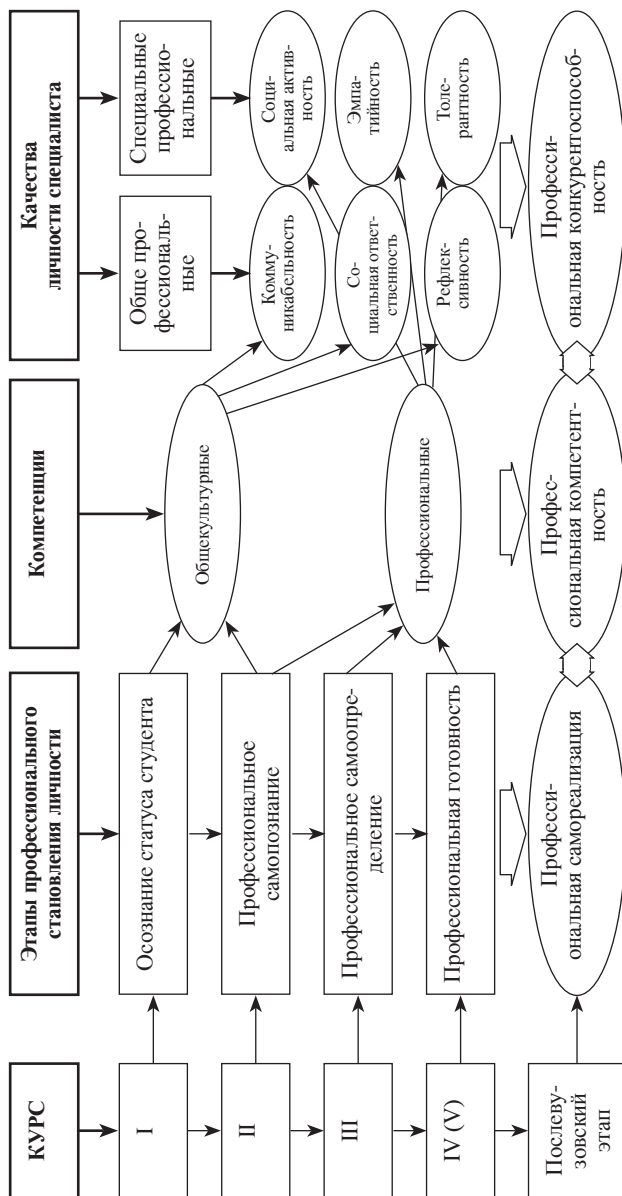 КУРС
I
II
III
IV (V)
Послеву-
зовский
этап
Этапы профессионального
становления личности
Осознание статуса студента
Профессиональное
самопознание
Профессиональное самоопре-
деление
Профессиональная готовность
Професси-
ональная самореализация
Компетенции
Общекультурные
Профессиональные
Профес-
сиональная компетент-
ность
Качества
личности специалиста
Обще про-
фессиональ-
ные
Специальные
профессио-
нальные
Комму-
никабельность
Со-
циальная ответ-
ственность
Рефлек-
сивность
Соци-
альная актив-
ность
Эмпа-
тийность
Толе-
рантность
Професси-
ональная конкурентоспособ-
ность